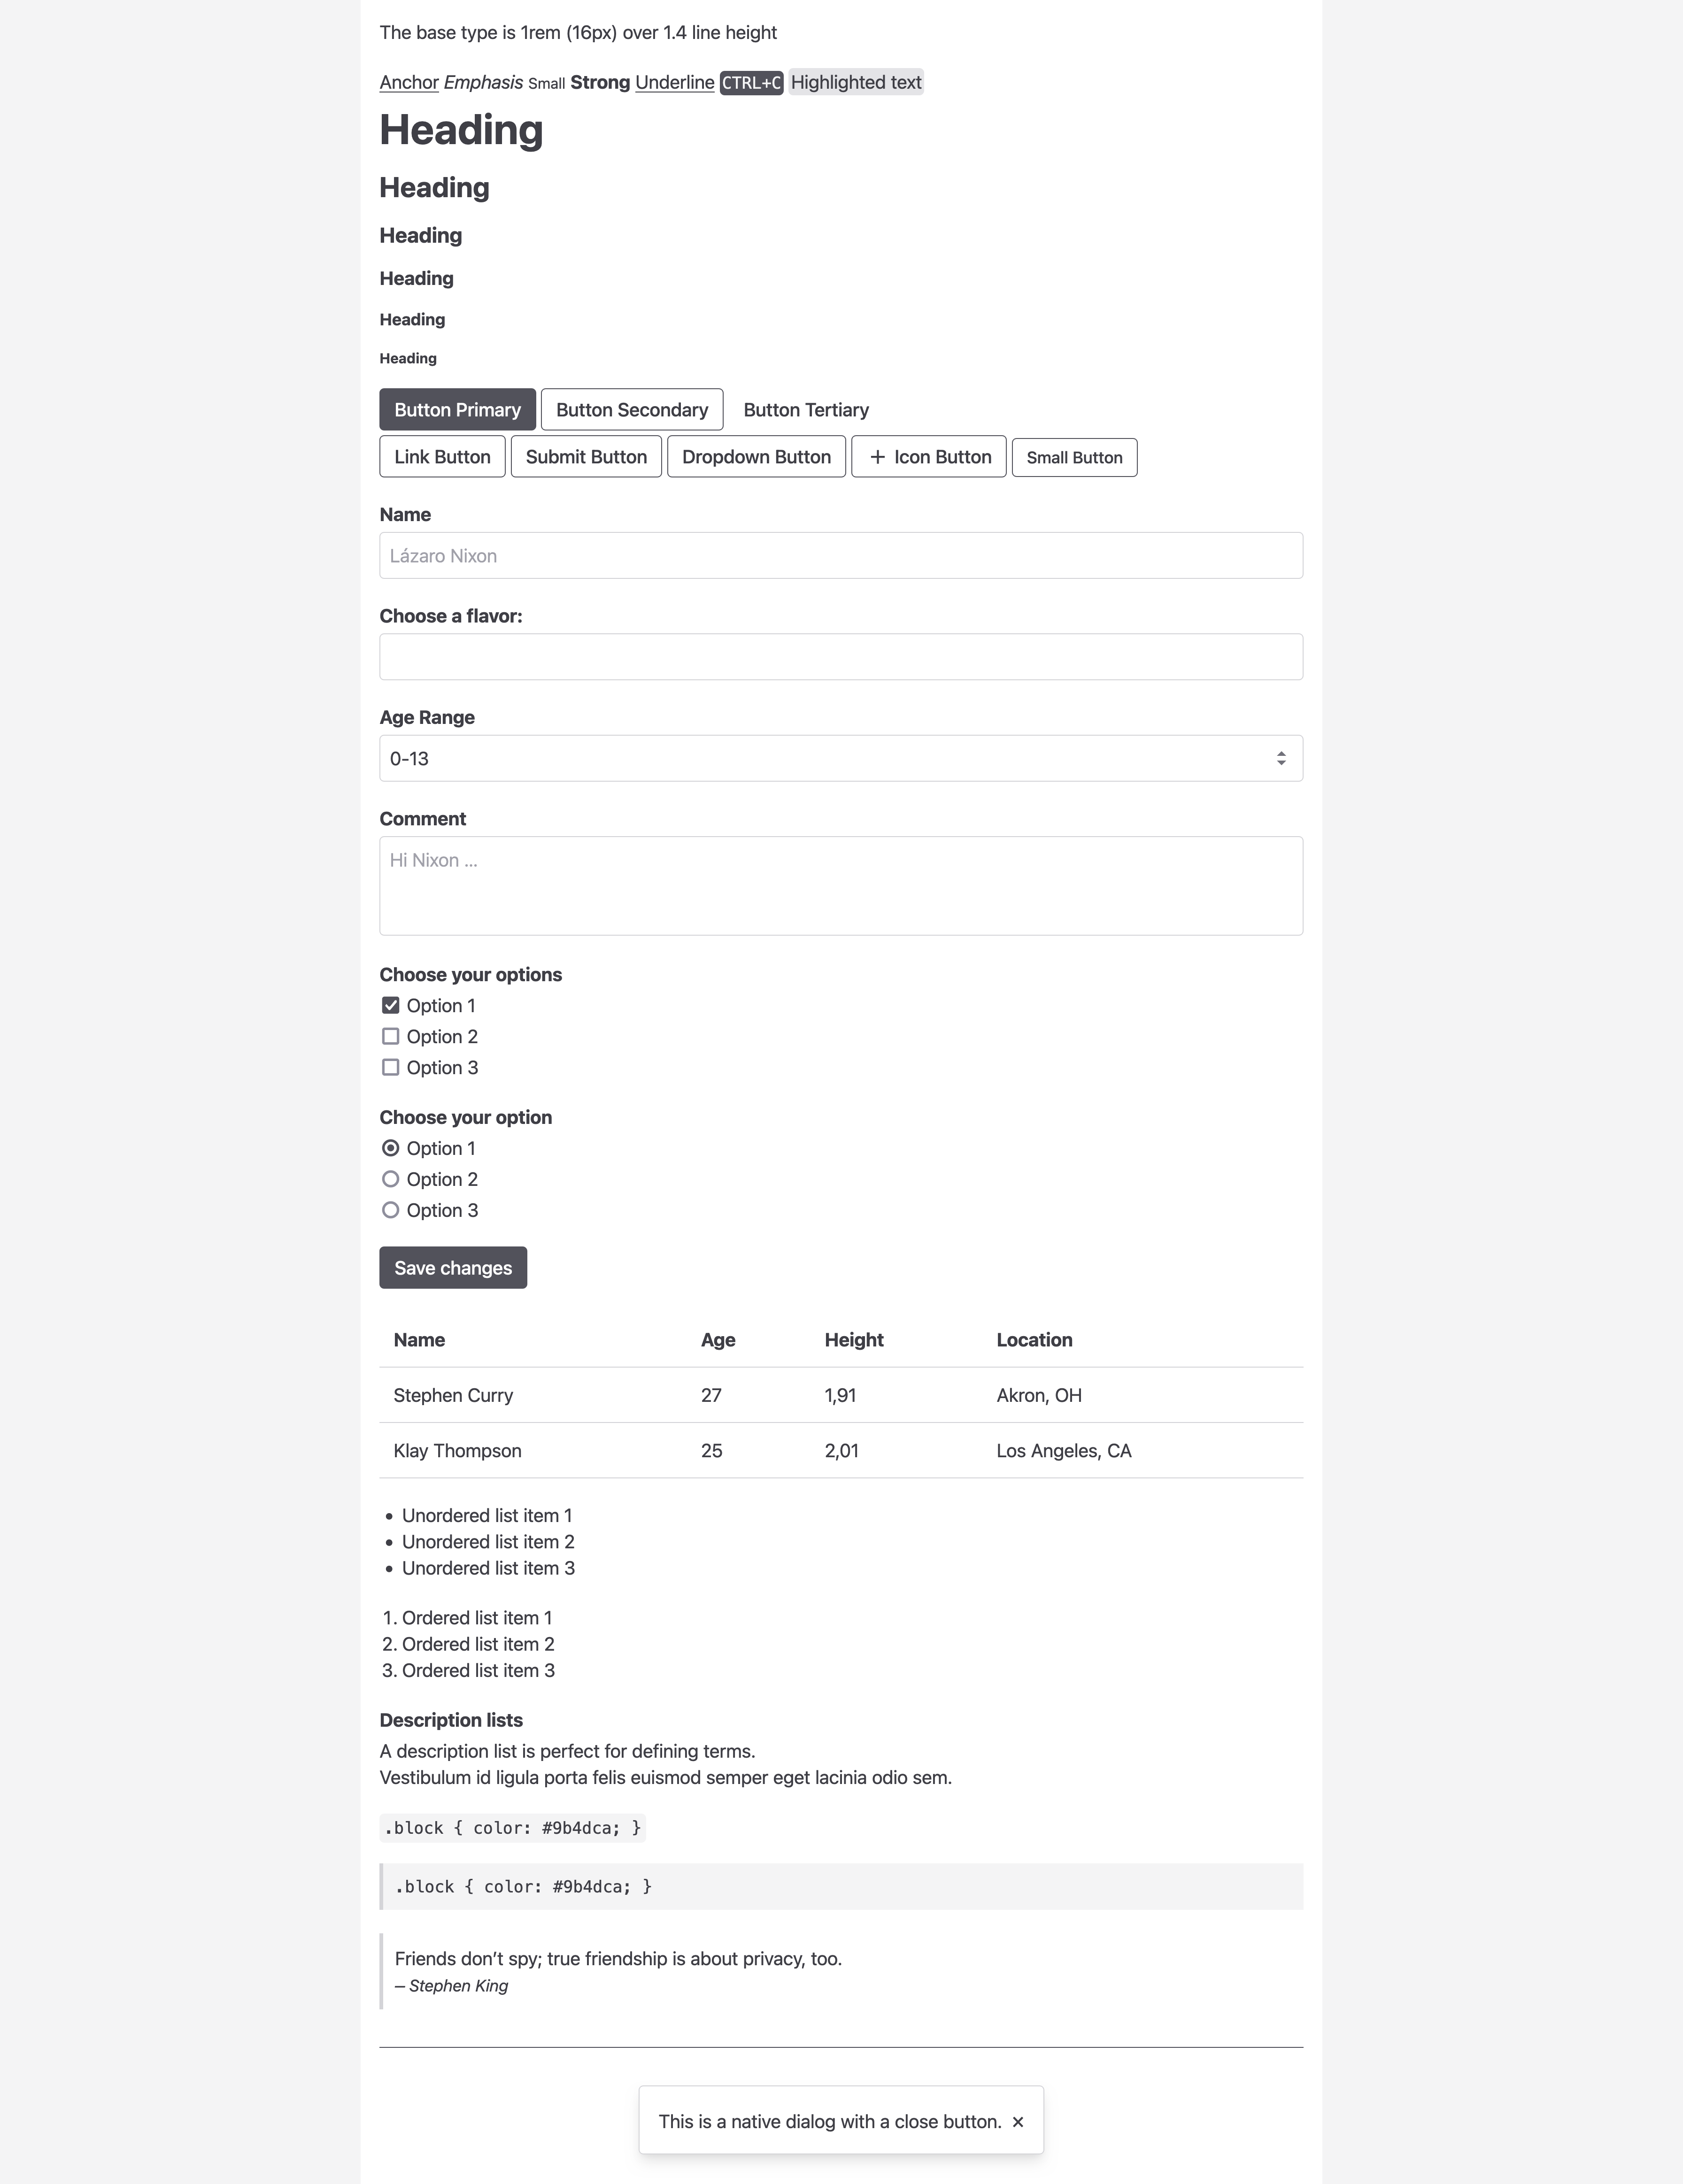 The base type is 1rem (16px) over 1.4 line height
Anchor Emphasis Small Strong Underline CTRL+C Highlighted text
Heading
Heading
Heading
Heading
Heading
Heading
Button Primary Button Secondary Button Tertiary
Link Button Submit Button Dropdown Button + Icon Button Small Button
Name
Lázaro Nixon
Choose a flavor:
Age Range
0-13
Comment
Hi Nixon ...
Choose your options
Option 1
Option 2
Option 3
Choose your option
Option 1
Option 2
Option 3
Save changes
Name Age Height Location
Stephen Curry 27 1,91 Akron, OH
Klay Thompson 25 2,01 Los Angeles, CA
• Unordered list item 1
• Unordered list item 2
• Unordered list item 3
1. Ordered list item 1
2. Ordered list item 2
3. Ordered list item 3
Description lists
A description list is perfect for defining terms.
Vestibulum id ligula porta felis euismod semper eget lacinia odio sem.
.block { color: #9b4dca; }
.block { color: #9b4dca; }
Friends don’t spy; true friendship is about privacy, too.
— Stephen King
This is a native dialog with a close button. ×